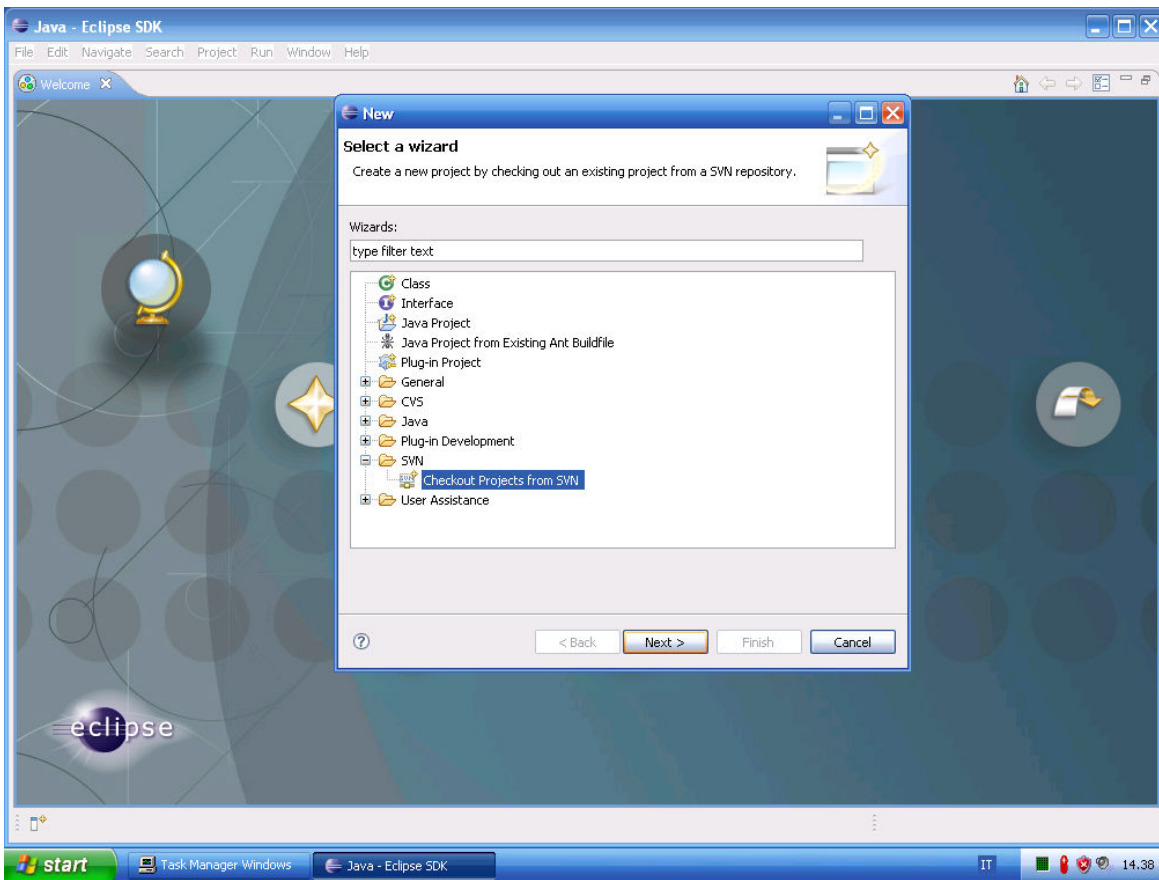 Java - Eclipse SDK
File Edit Navigate Search Project Run Window Help
Welcome
New
Select a wizard
Create a new project by checking out an existing project from a SVN repository.
Wizards:
type filter text
Class
Interface
Java Project
Java Project from Existing Ant Buildfile
Plug-in Project
General
CVS
Java
Plug-in Development
SVN
Checkout Projects from SVN
User Assistance
< Back Next > Finish Cancel
eclipse
start Task Manager Windows Java - Eclipse SDK IT 14.38